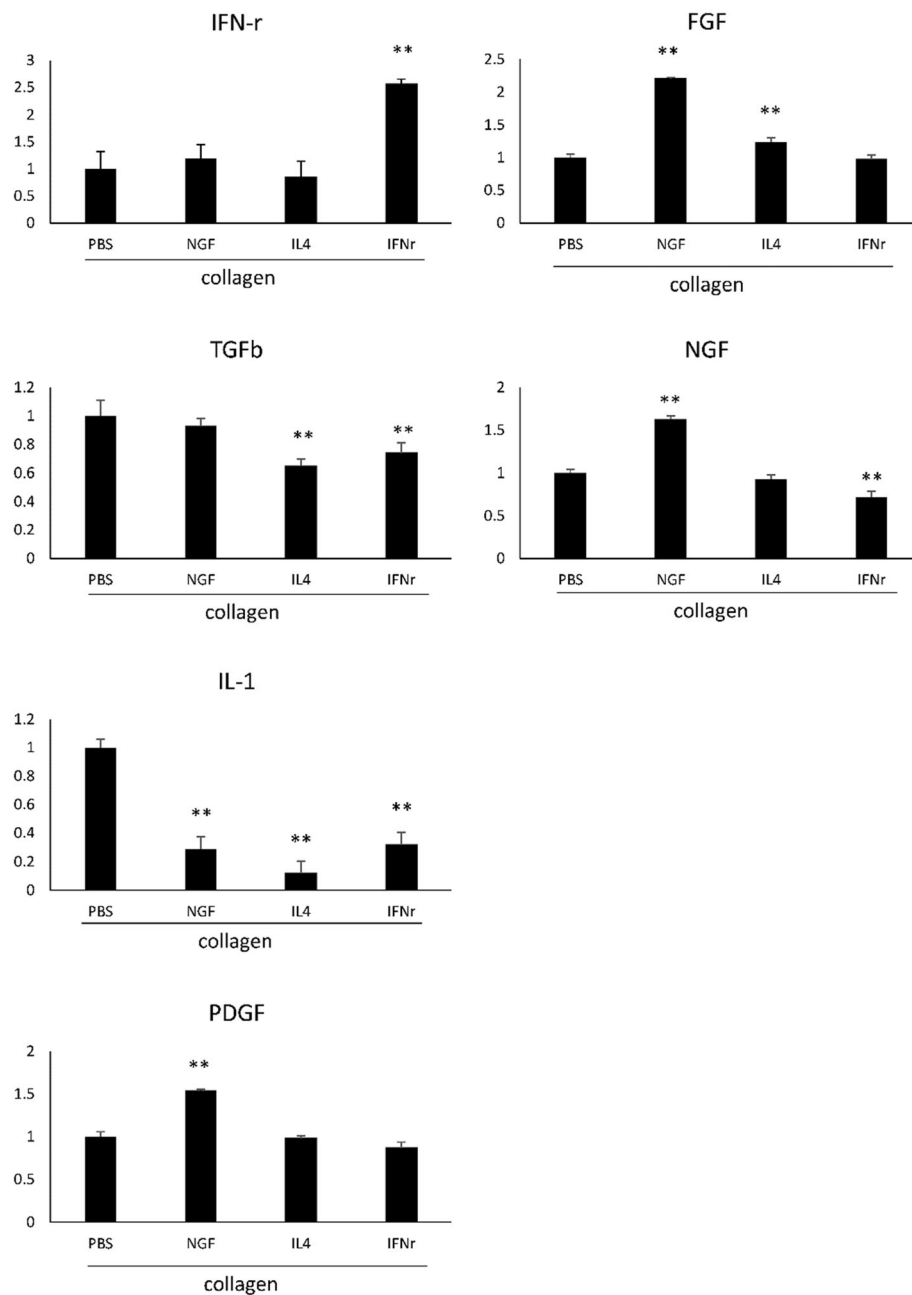 IFN-r
**
3
2.5
2
1.5
1
0.5
0
PBS NGF IL4 IFNr
collagen
FGF
**
**
2.5
2
1.5
1
0.5
0
PBS NGF IL4 IFNr
collagen
TGFb
1.2
1
0.8
** **
0.6
0.4
0.2
0
PBS NGF IL4 IFNr
collagen
NGF
2
**
1.5
1
**
0.5
0
PBS NGF IL4 IFNr
collagen
IL-1
1.2
1
0.8
0.6
** ** **
0.4
0.2
0
PBS NGF IL4 IFNr
collagen
PDGF
2
**
1.5
1
0.5
0
PBS NGF IL4 IFNr
collagen